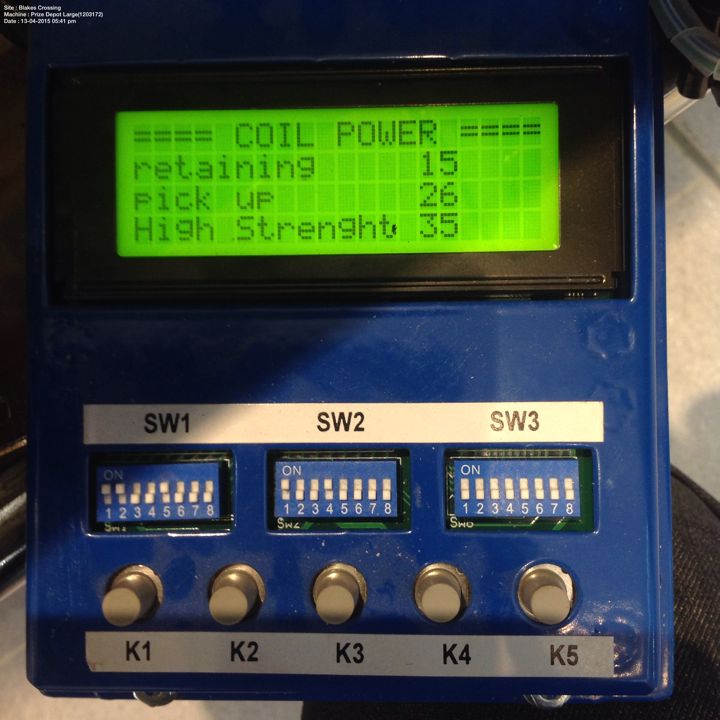 Site : Blakes Crossing
Machine : Prize Depot Large(1203172)
Date : 13-04-2015 05:41 pm
==== COIL POWER ====
retaining 15
pick up 26
High Strenght 35
SW1 SW2 SW3
ON ON ON
1 2 3 4 5 6 7 8 1 2 3 4 5 6 7 8 1 2 3 4 5 6 7 8
K1 K2 K3 K4 K5